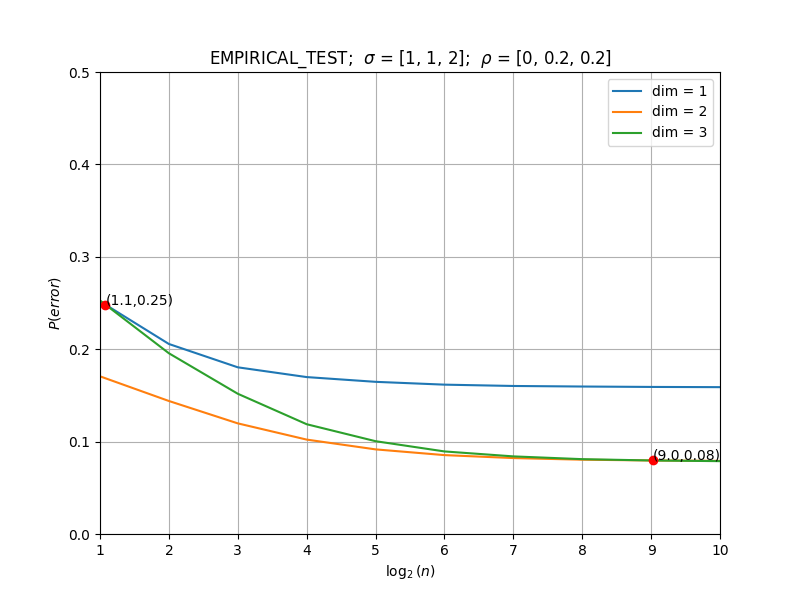 EMPIRICAL_TEST;  σ = [1, 1, 2];  ρ = [0, 0.2, 0.2]
dim = 1
dim = 2
dim = 3
0.5
0.4
0.3
0.2
0.1
0.0
P(error)
(1.1,0.25)
(9.0,0.08)
1 2 3 4 5 6 7 8 9 10
log₂(n)